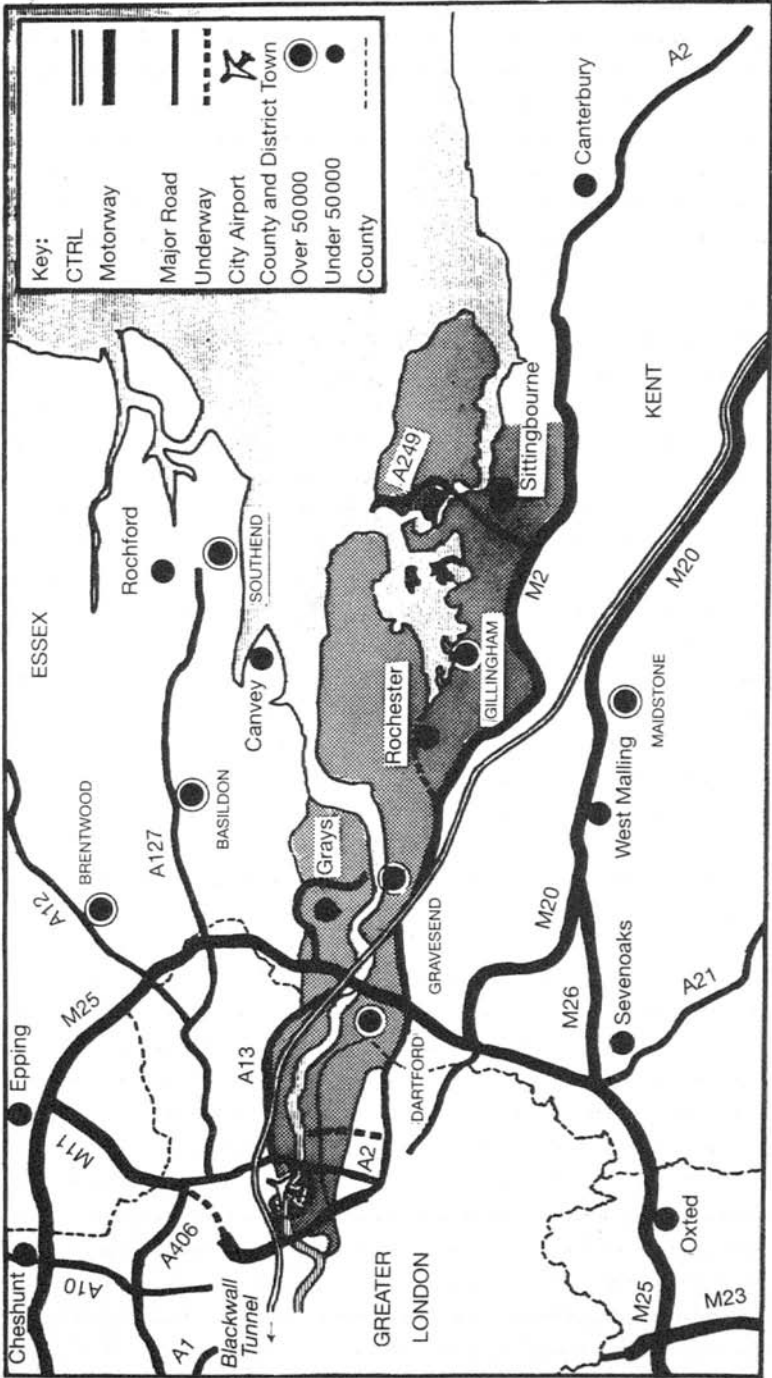 Key:
CTRL
Motorway
Major Road
Underway
City Airport
County and District Town
Over 50000
Under 50000
County
Cheshunt
Epping
ESSEX
M25
A12
BRENTWOOD
M11
A10
A127
Rochford
A406
BASILDON
SOUTHEND
A1
Canvey
Blackwall
Tunnel
A13
Grays
A249
A2
GREATER
LONDON
DARTFORD
GRAVESEND
Rochester
GILLINGHAM
Sittingbourne
M2
Canterbury
A2
KENT
M20
M20
M26
West Malling
MAIDSTONE
Sevenoaks
A21
Oxted
M25
M23